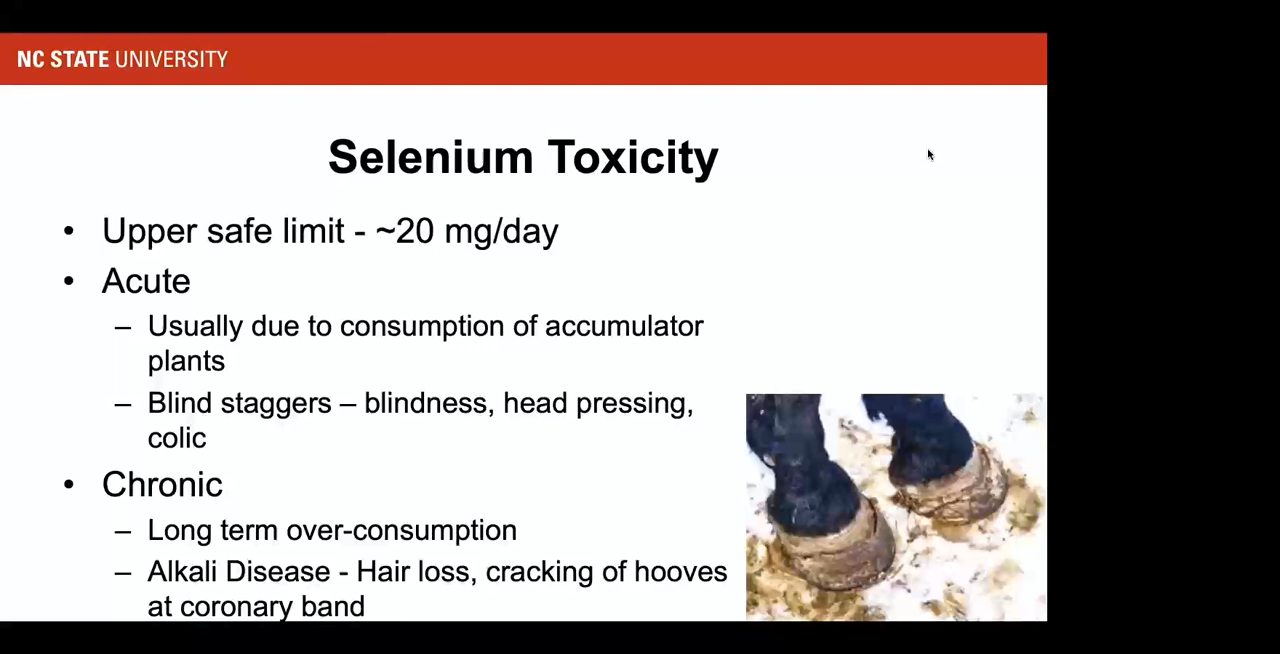 NC STATE UNIVERSITY
Selenium Toxicity
• Upper safe limit - ~20 mg/day
• Acute
– Usually due to consumption of accumulator
plants
– Blind staggers – blindness, head pressing,
colic
• Chronic
– Long term over-consumption
– Alkali Disease - Hair loss, cracking of hooves
at coronary band